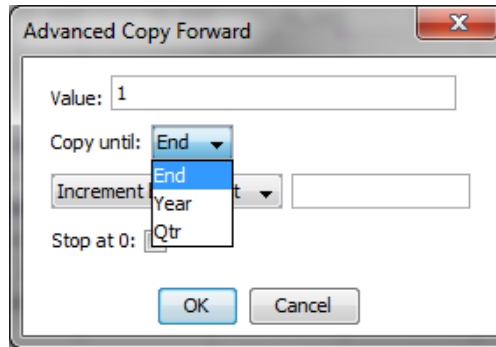 Advanced Copy Forward
Value: 1
Copy until: End
End
Increment t
Year
Stop at 0: Qtr
OK Cancel